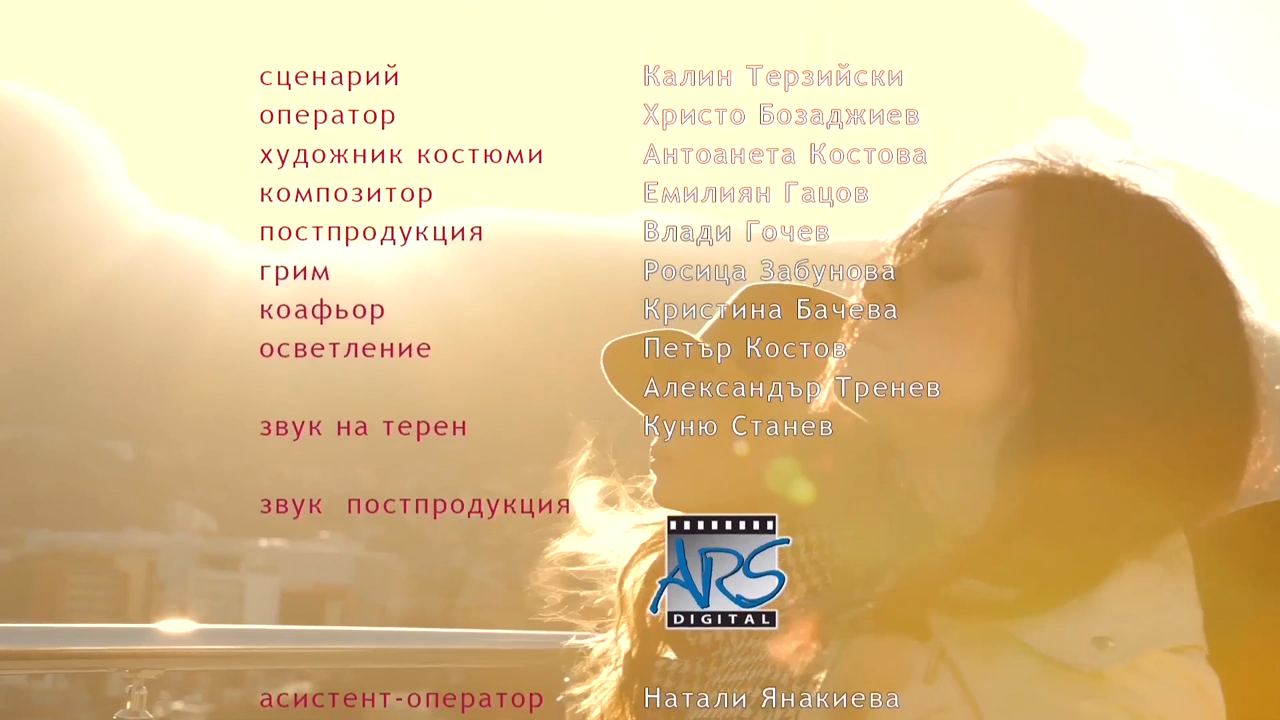 сценарий Калин Терзийски
оператор Христо Бозаджиев
художник костюми Антоанета Костова
композитор Емилиян Гацов
постпродукция Влади Гочев
грим Росица Забунова
коафьор Кристина Бачева
осветление Петър Костов
Александър Тренев
звук на терен Куню Станев
звук постпродукция
ARS
DIGITAL
асистент-оператор Натали Янакиева